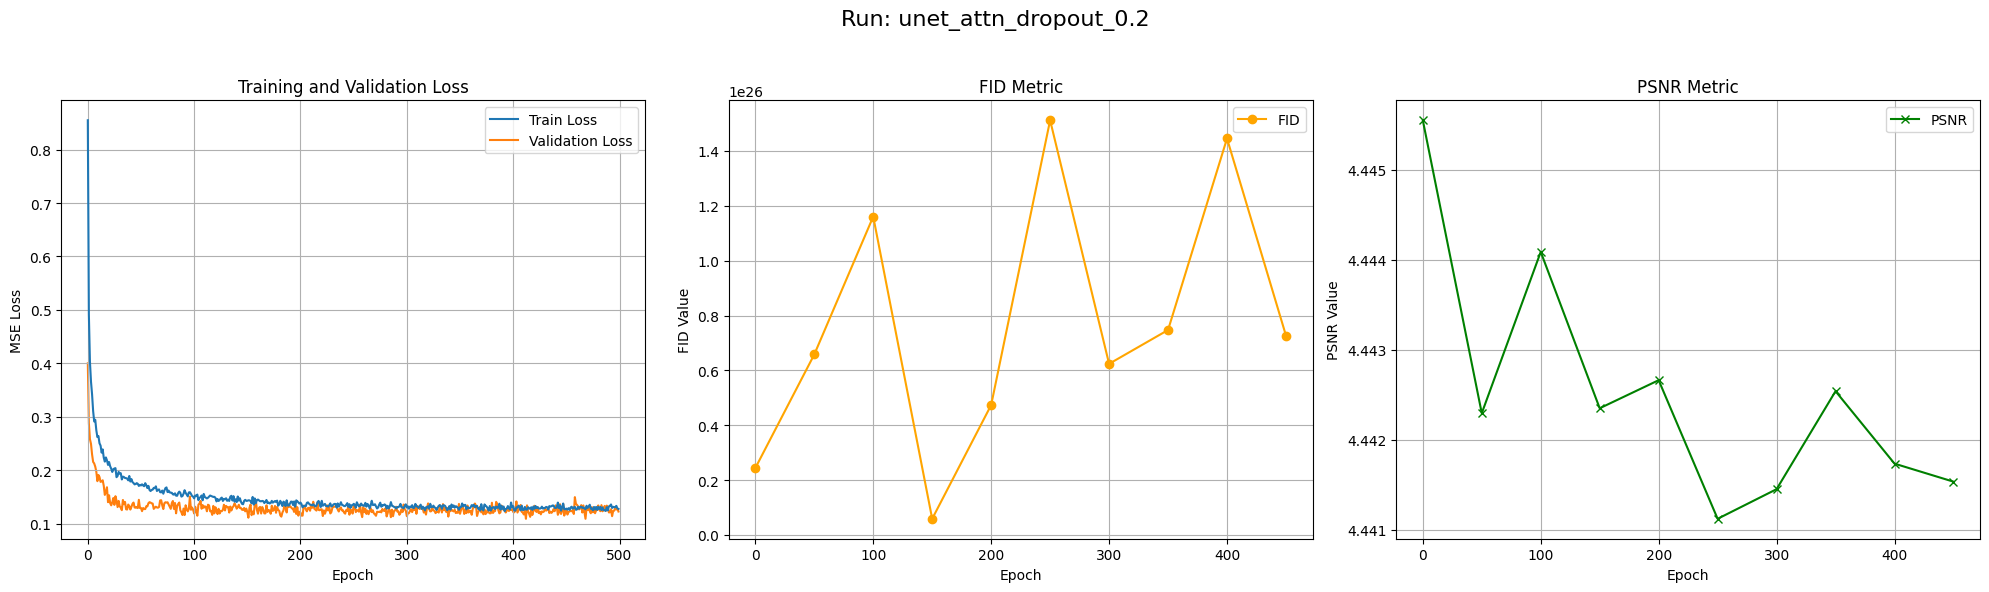 Run: unet_attn_dropout_0.2
Training and Validation Loss
Train Loss
Validation Loss
0.8
0.7
0.6
0.5
0.4
0.3
0.2
0.1
MSE Loss
0
100
200
300
400
500
Epoch
FID Metric
1e26
FID
1.4
1.2
1.0
0.8
0.6
0.4
0.2
0.0
FID Value
0
100
200
300
400
Epoch
PSNR Metric
PSNR
4.445
4.444
4.443
4.442
4.441
PSNR Value
0
100
200
300
400
Epoch